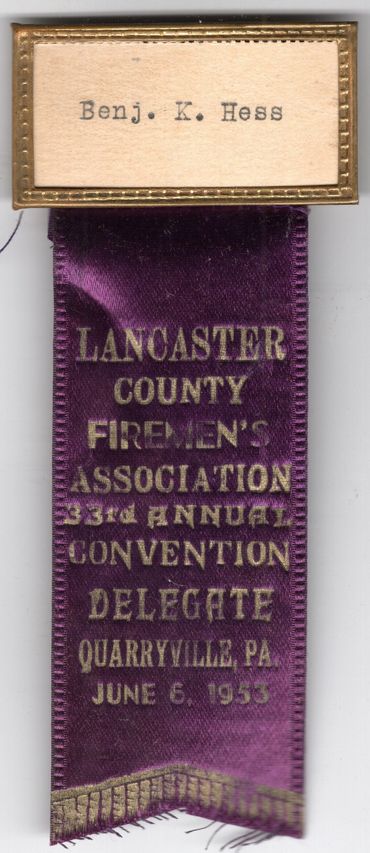 Benj. K. Hess
LANCASTER
COUNTY
FIREMEN'S
ASSOCIATION
33rd ANNUAL
CONVENTION
DELEGATE
QUARRYVILLE, PA.
JUNE 6, 1953